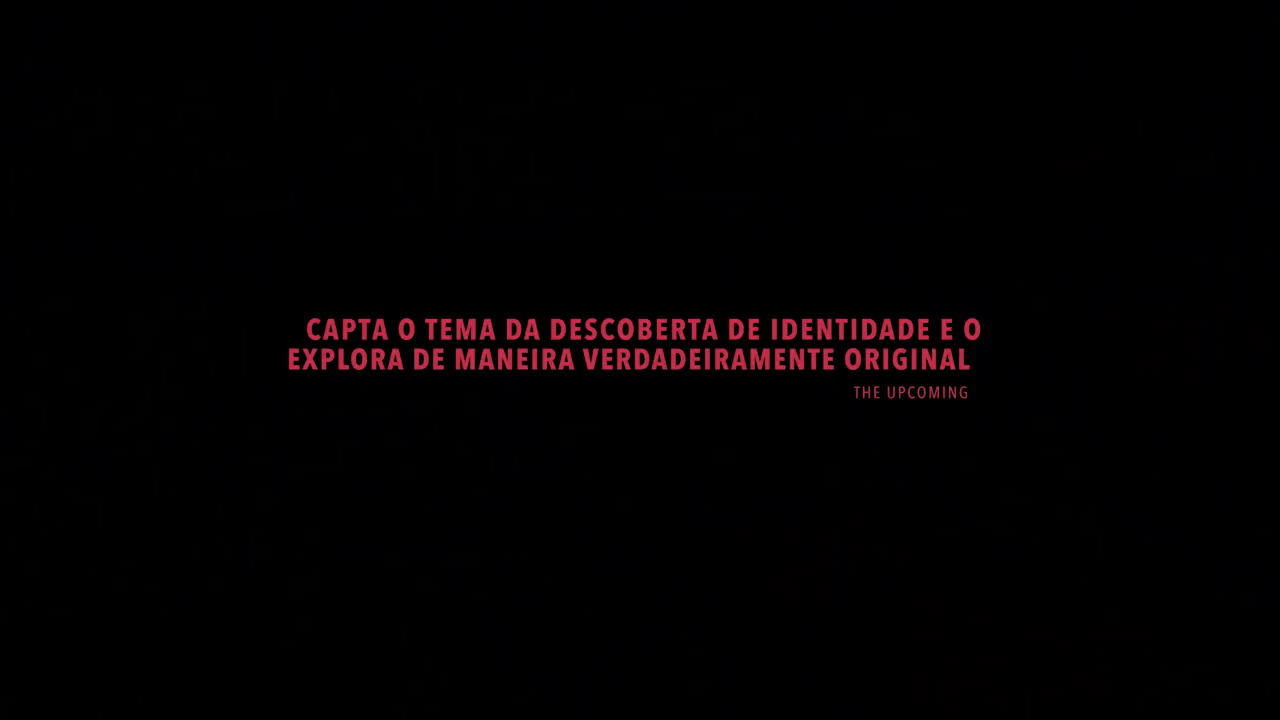 CAPTA O TEMA DA DESCOBERTA DE IDENTIDADE E O
EXPLORA DE MANEIRA VERDADEIRAMENTE ORIGINAL
THE UPCOMING